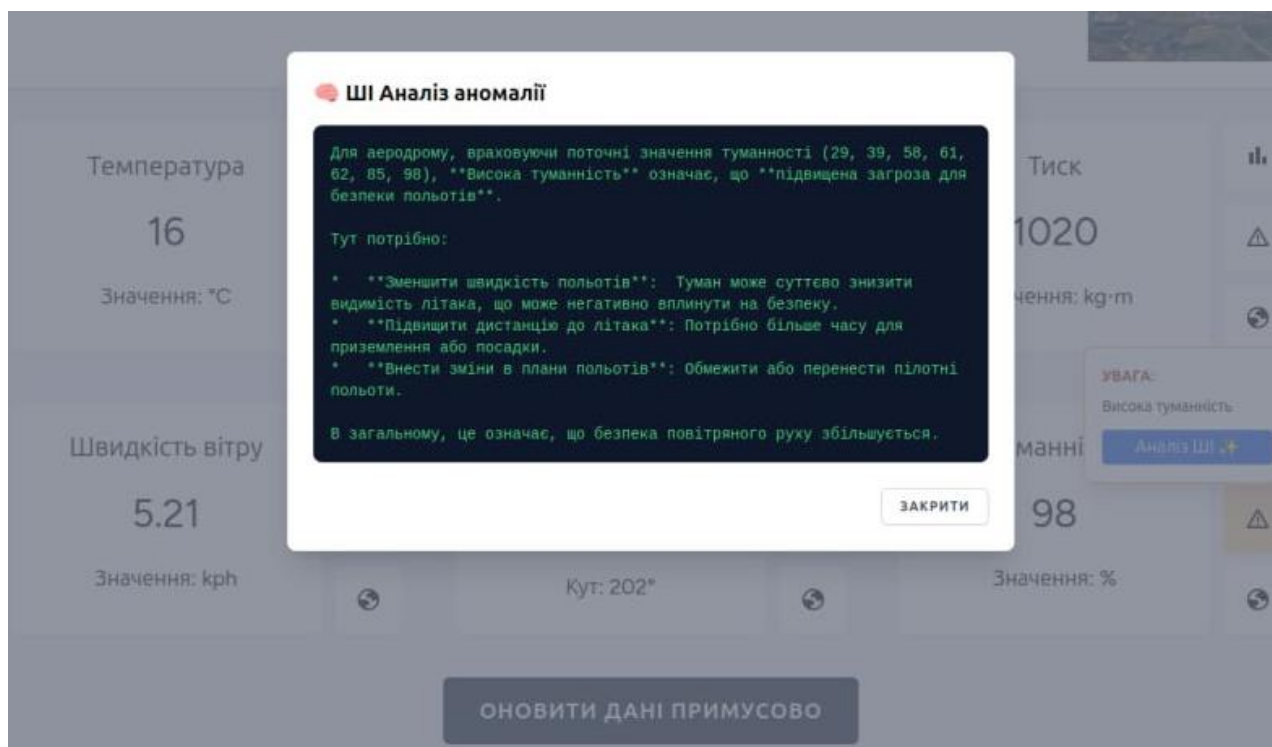 🧠 ШІ Аналіз аномалії
Для аеродрому, враховуючи поточні значення туманності (29, 39, 58, 61,
62, 85, 98), **Висока туманність** означає, що **підвищена загроза для
безпеки польотів**.
Тут потрібно:
*   **Зменшити швидкість польотів**:  Туман може суттєво знизити
видимість літака, що може негативно вплинути на безпеку.
*   **Підвищити дистанцію до літака**: Потрібно більше часу для
приземлення або посадки.
*   **Внести зміни в плани польотів**: Обмежити або перенести пілотні
польоти.
В загальному, це означає, що безпека повітряного руху збільшується.
ЗАКРИТИ
Температура
16
Значення: °C
Тиск
1020
чення: kg·m
УВАГА:
Висока туманність
Аналіз ШІ ✨
Швидкість вітру
5.21
Значення: kph
Кут: 202°
манні
98
Значення: %
ОНОВИТИ ДАНІ ПРИМУСОВО